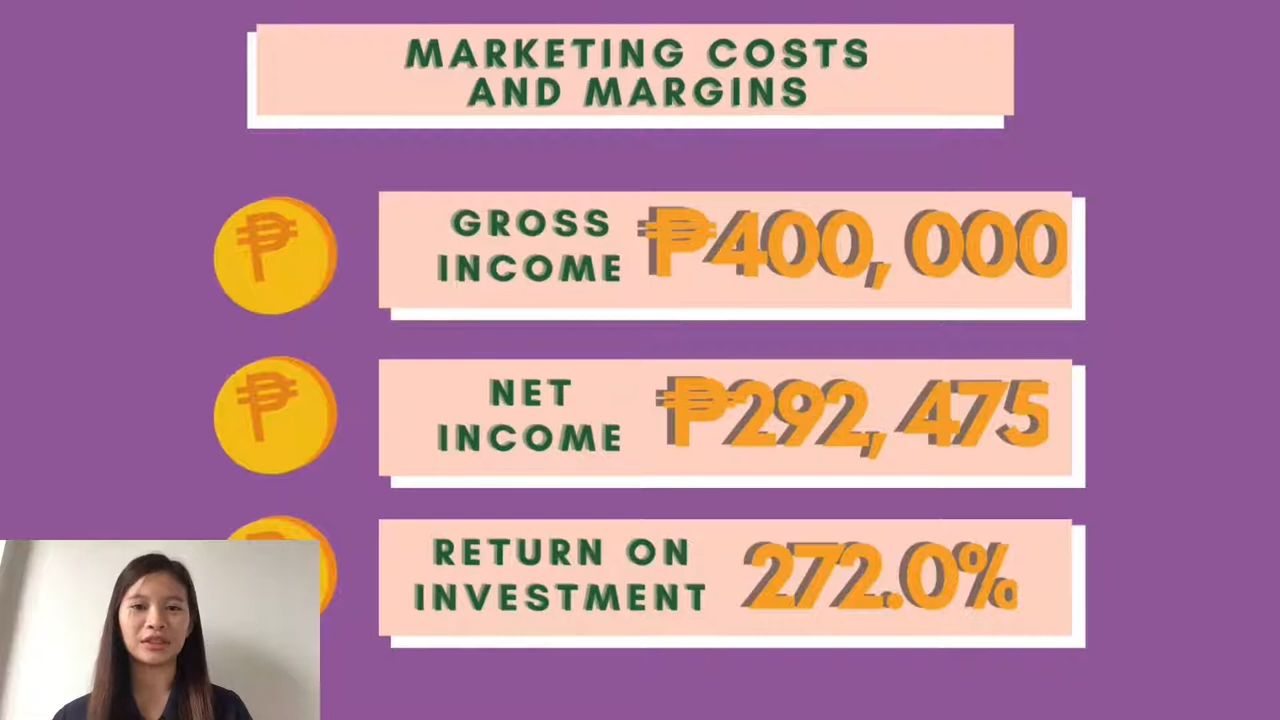 MARKETING COSTS
AND MARGINS
₱
GROSS
INCOME
₱400, 000
₱
NET
INCOME
₱292, 475
RETURN ON
INVESTMENT
272.0%